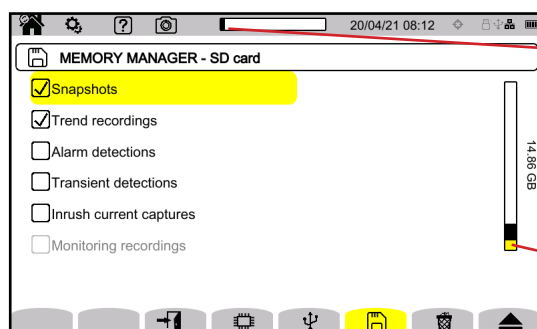 20/04/21 08:12
MEMORY MANAGER - SD card
Snapshots
Trend recordings
Alarm detections
Transient detections
Inrush current captures
Monitoring recordings
14.86 GB